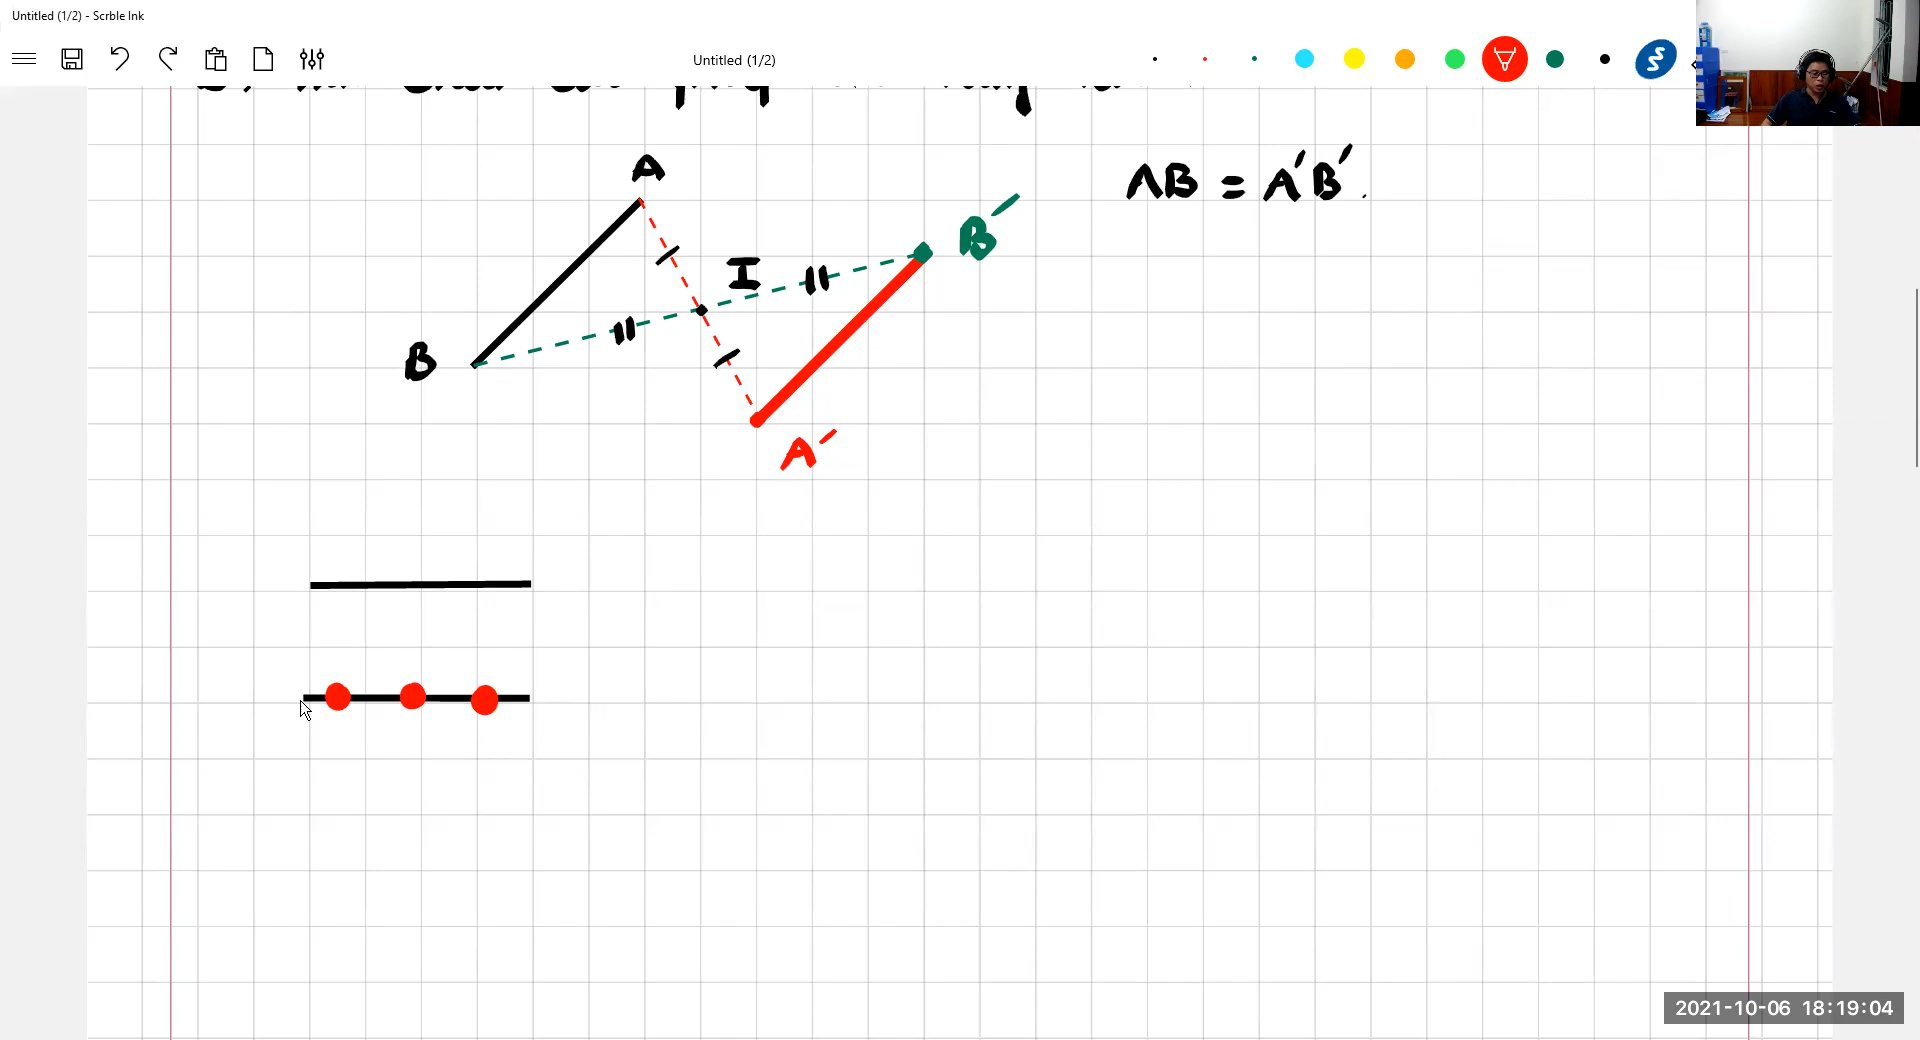 Untitled (1/2) - Scrble Ink
Untitled (1/2)
A
AB = A'B'.
B'
I
B
A'
2021-10-06 18:19:04